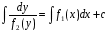 ∫ dy/f₂(y) = ∫ f₁(x)dx + c